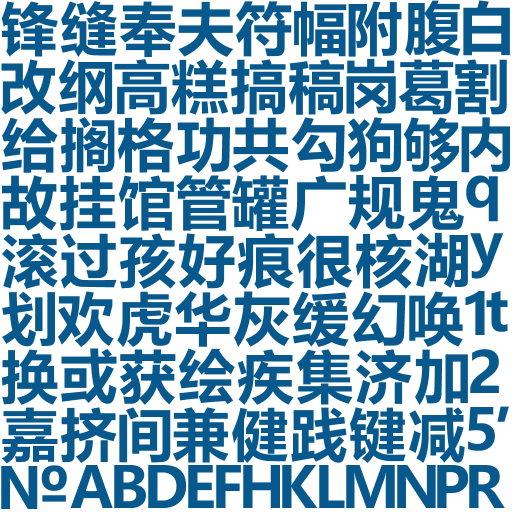 锋缝奉夫符幅附腹白
改纲高糕搞稿岗葛割
给搁格功共勾狗够内
故挂馆管罐广规鬼q
滚过孩好痕很核湖y
划欢虎华灰缓幻唤1t
换或获绘疾集济加2
嘉挤间兼健践键减5′
№ABDEFHKLMNPR